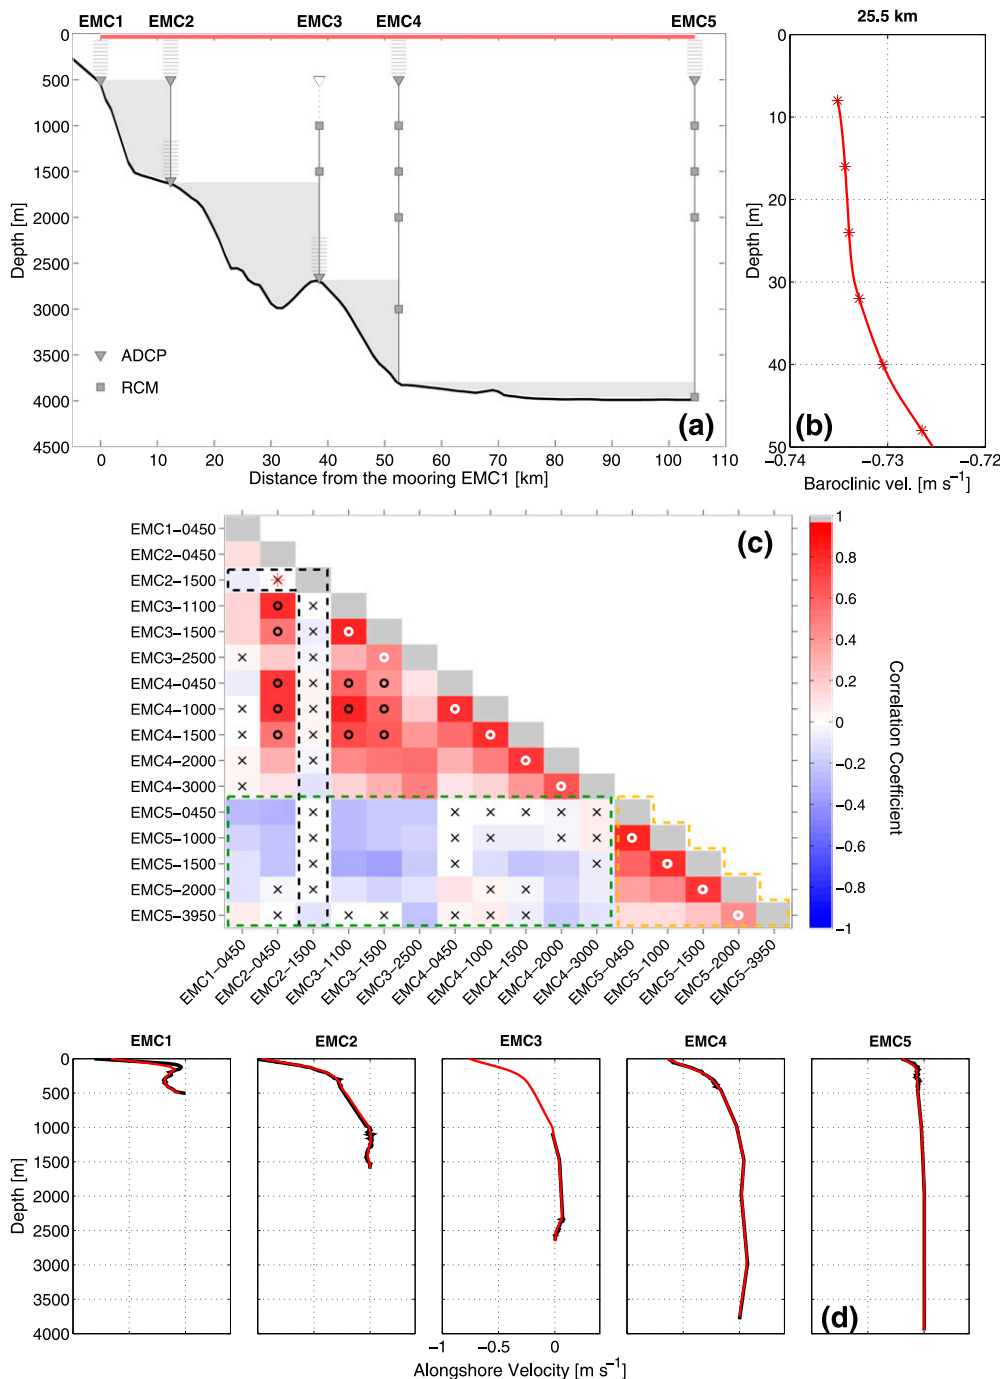 EMC1 EMC2 EMC3 EMC4 EMC5
0
500
1000
1500
2000
2500
3000
3500
4000
4500
Depth [m]
ADCP
RCM
(a)
0 10 20 30 40 50 60 70 80 90 100 110
Distance from the mooring EMC1 [km]
25.5 km
0
10
20
30
40
50
Depth [m]
(b)
−0.74 −0.73 −0.72
Baroclinic vel. [m s⁻¹]
(c)
EMC1−0450
EMC2−0450
EMC2−1500
EMC3−1100
EMC3−1500
EMC3−2500
EMC4−0450
EMC4−1000
EMC4−1500
EMC4−2000
EMC4−3000
EMC5−0450
EMC5−1000
EMC5−1500
EMC5−2000
EMC5−3950
EMC1−0450
EMC2−0450
EMC2−1500
EMC3−1100
EMC3−1500
EMC3−2500
EMC4−0450
EMC4−1000
EMC4−1500
EMC4−2000
EMC4−3000
EMC5−0450
EMC5−1000
EMC5−1500
EMC5−2000
EMC5−3950
1
0.8
0.6
0.4
0.2
0
−0.2
−0.4
−0.6
−0.8
−1
Correlation Coefficient
EMC1 EMC2 EMC3 EMC4 EMC5
0
500
1000
1500
2000
2500
3000
3500
4000
Depth [m]
(d)
−1 −0.5 0
Alongshore Velocity [m s⁻¹]